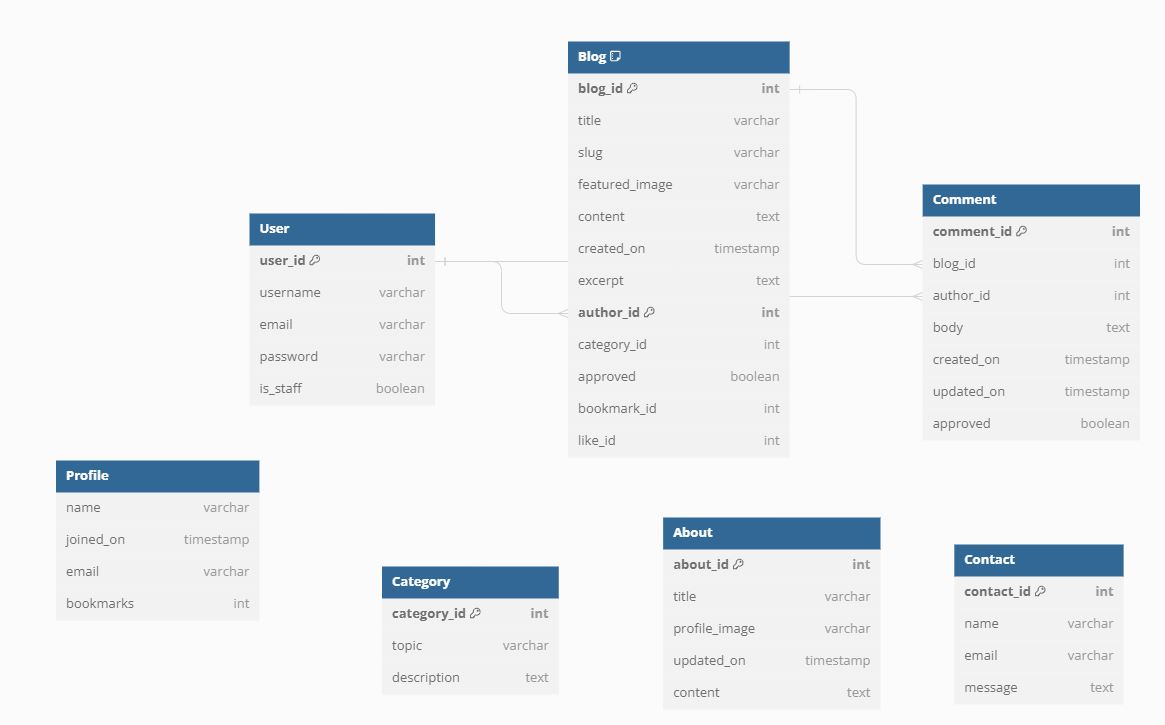 Blog
blog_id int
title varchar
slug varchar
featured_image varchar
content text
created_on timestamp
excerpt text
author_id int
category_id int
approved boolean
bookmark_id int
like_id int
Comment
comment_id int
blog_id int
author_id int
body text
created_on timestamp
updated_on timestamp
approved boolean
User
user_id int
username varchar
email varchar
password varchar
is_staff boolean
Profile
name varchar
joined_on timestamp
email varchar
bookmarks int
Category
category_id int
topic varchar
description text
About
about_id int
title varchar
profile_image varchar
updated_on timestamp
content text
Contact
contact_id int
name varchar
email varchar
message text